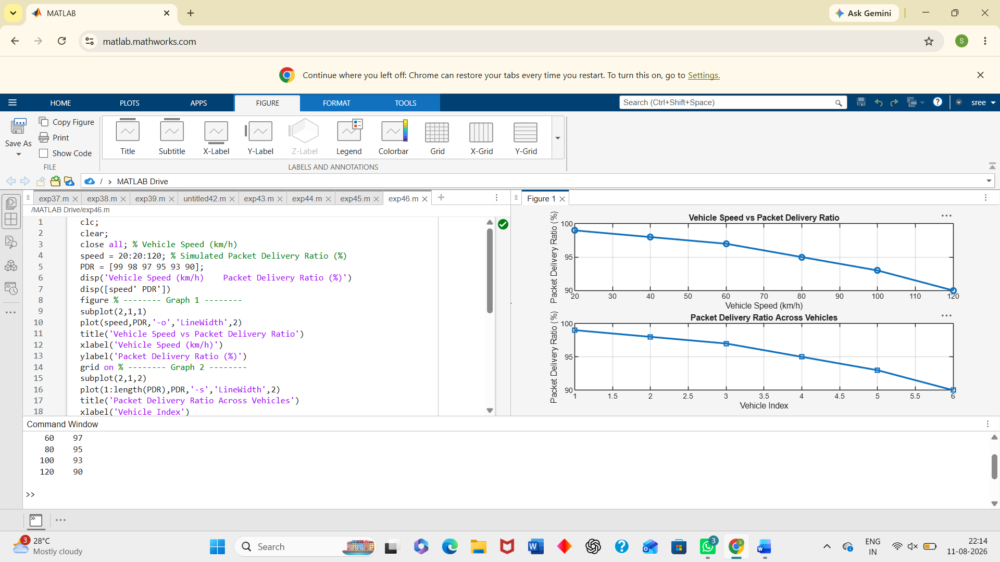 MATLAB
Ask Gemini
matlab.mathworks.com
S
Continue where you left off: Chrome can restore your tabs every time you restart. To turn this on, go to Settings.
HOME PLOTS APPS FIGURE FORMAT TOOLS
Search (Ctrl+Shift+Space)
sree
Save As
Copy Figure
Print
Show Code
FILE
Title Subtitle X-Label Y-Label Z-Label Legend Colorbar Grid X-Grid Y-Grid
LABELS AND ANNOTATIONS
/ › MATLAB Drive
exp37.m exp38.m exp39.m untitled42.m exp43.m exp44.m exp45.m exp46.m
/MATLAB Drive/exp46.m
1 clc;
2 clear;
3 close all; % Vehicle Speed (km/h)
4 speed = 20:20:120; % Simulated Packet Delivery Ratio (%)
5 PDR = [99 98 97 95 93 90];
6 disp('Vehicle Speed (km/h)    Packet Delivery Ratio (%)')
7 disp([speed' PDR'])
8 figure % -------- Graph 1 --------
9 subplot(2,1,1)
10 plot(speed,PDR,'-o','LineWidth',2)
11 title('Vehicle Speed vs Packet Delivery Ratio')
12 xlabel('Vehicle Speed (km/h)')
13 ylabel('Packet Delivery Ratio (%)')
14 grid on % -------- Graph 2 --------
15 subplot(2,1,2)
16 plot(1:length(PDR),PDR,'-s','LineWidth',2)
17 title('Packet Delivery Ratio Across Vehicles')
18 xlabel('Vehicle Index')
Figure 1
Vehicle Speed vs Packet Delivery Ratio
Packet Delivery Ratio (%)
100
95
90
20 30 40 50 60 70 80 90 100 110 120
Vehicle Speed (km/h)
Packet Delivery Ratio Across Vehicles
Packet Delivery Ratio (%)
100
95
90
1 1.5 2 2.5 3 3.5 4 4.5 5 5.5 6
Vehicle Index
Command Window
60 97
80 95
100 93
120 90
>>
3
28°C
Mostly cloudy
Search
3
ENG
IN
22:14
11-08-2026